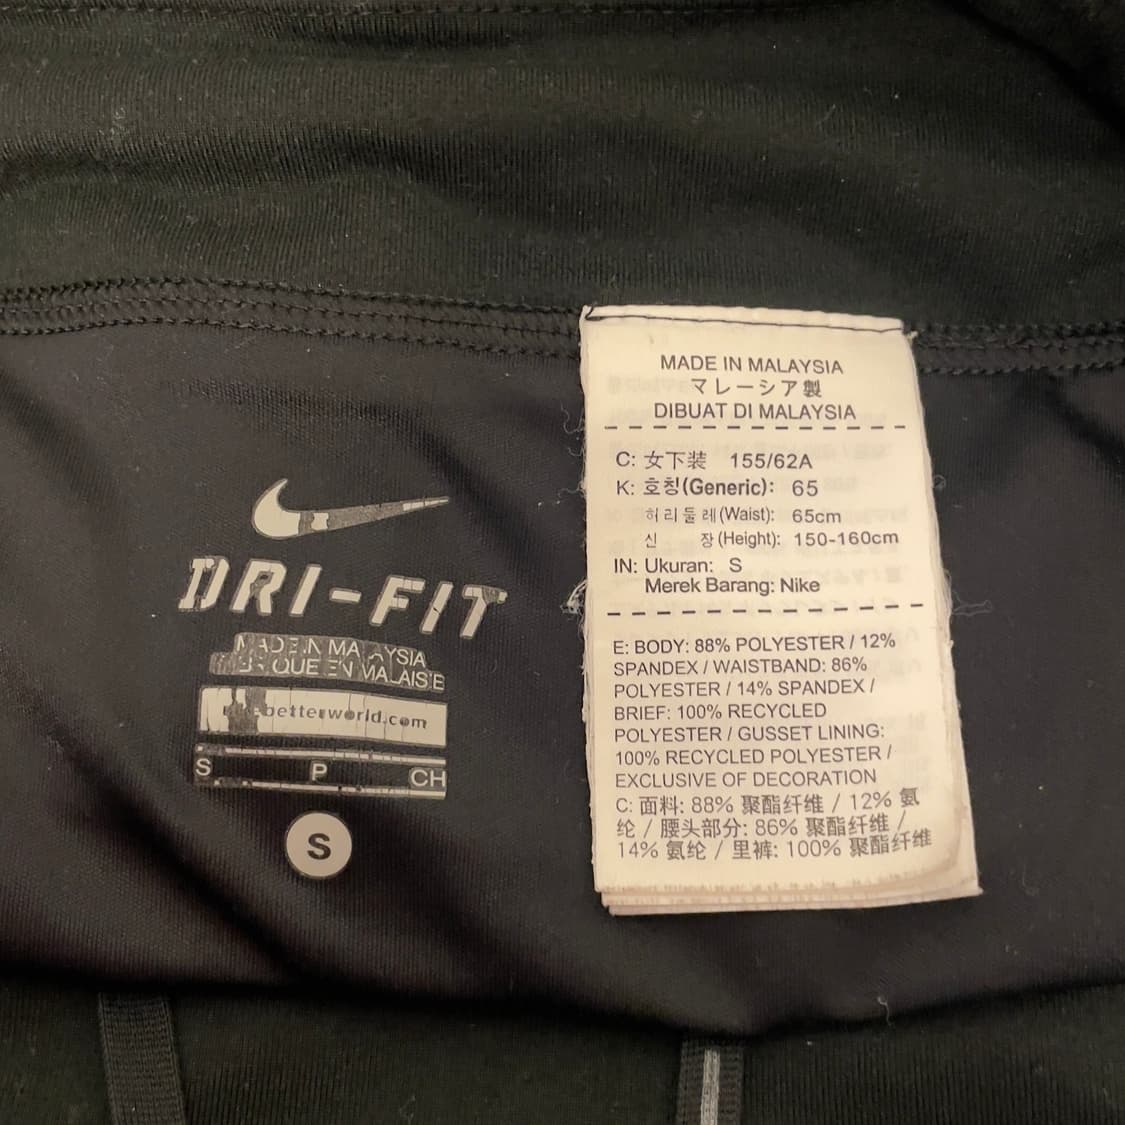 DRI-FIT
MADE IN MALAYSIA
QUE EN MALAISIE
betterworld.com
S P CH
S
MADE IN MALAYSIA
マレーシア製
DIBUAT DI MALAYSIA
C: 女下装 155/62A
K: 호칭(Generic): 65
허리둘레(Waist): 65cm
신 장(Height): 150-160cm
IN: Ukuran: S
Merek Barang: Nike
E: BODY: 88% POLYESTER / 12%
SPANDEX / WAISTBAND: 86%
POLYESTER / 14% SPANDEX /
BRIEF: 100% RECYCLED
POLYESTER / GUSSET LINING:
100% RECYCLED POLYESTER /
EXCLUSIVE OF DECORATION
C: 面料: 88% 聚酯纤维 / 12% 氨
纶 / 腰头部分: 86% 聚酯纤维 /
14% 氨纶 / 里裤: 100% 聚酯纤维